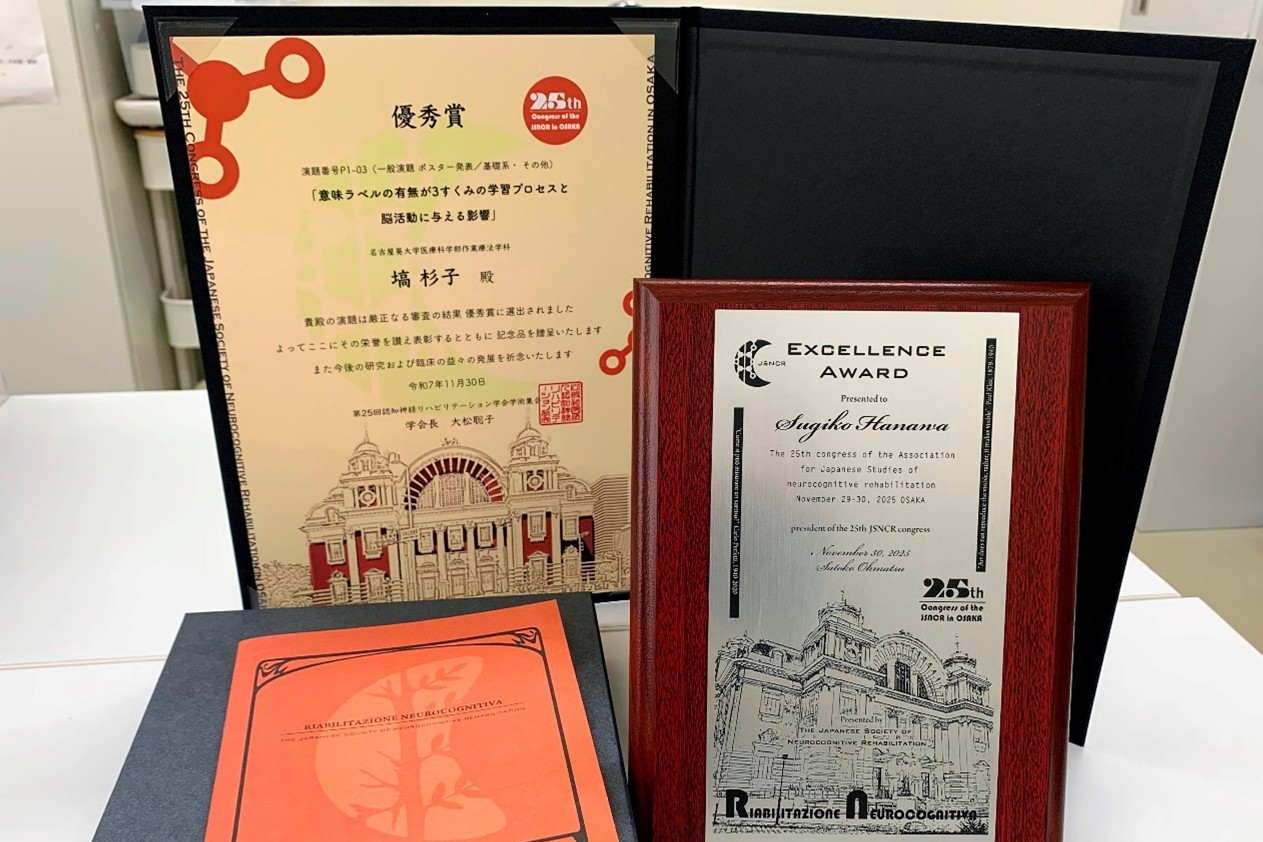 THE 25TH CONGRESS OF THE JAPANESE SOCIETY OF NEUROCOGNITIVE REHABILITATION IN OSAKA
優秀賞
25th
Congress of the
JSNCR in OSAKA
演題番号P1-03（一般演題 ポスター発表／基礎系・その他）
「意味ラベルの有無が3すくみの学習プロセスと
脳活動に与える影響」
名古屋葵大学医療科学部作業療法学科
塙 杉子 殿
貴殿の演題は厳正なる審査の結果 優秀賞に選出されました
よってここにその栄誉を讃え表彰するとともに 記念品を贈呈いたします
また今後の研究および臨床の益々の発展を祈念いたします
令和7年11月30日
第25回認知神経リハビリテーション学会学術集会
学会長 大松聡子
COGNITIVE REHABILITATION IN OSAKA
RIABILITAZIONE NEUROCOGNITIVA
THE JAPANESE SOCIETY OF NEUROCOGNITIVE REHABILITATION
JSNCR
EXCELLENCE
AWARD
Presented to
Sugiko Hanawa
The 25th congress of the Association
for Japanese Studies of
neurocognitive rehabilitation
November 29-30, 2025 OSAKA
president of the 25th JSNCR congress
November 30, 2025
Satoko Ohmatsu
25th
Congress of the
JSNCR in OSAKA
Presented by
THE JAPANESE SOCIETY OF
NEUROCOGNITIVE REHABILITATION
RIABILITAZIONE NEUROCOGNITIVA